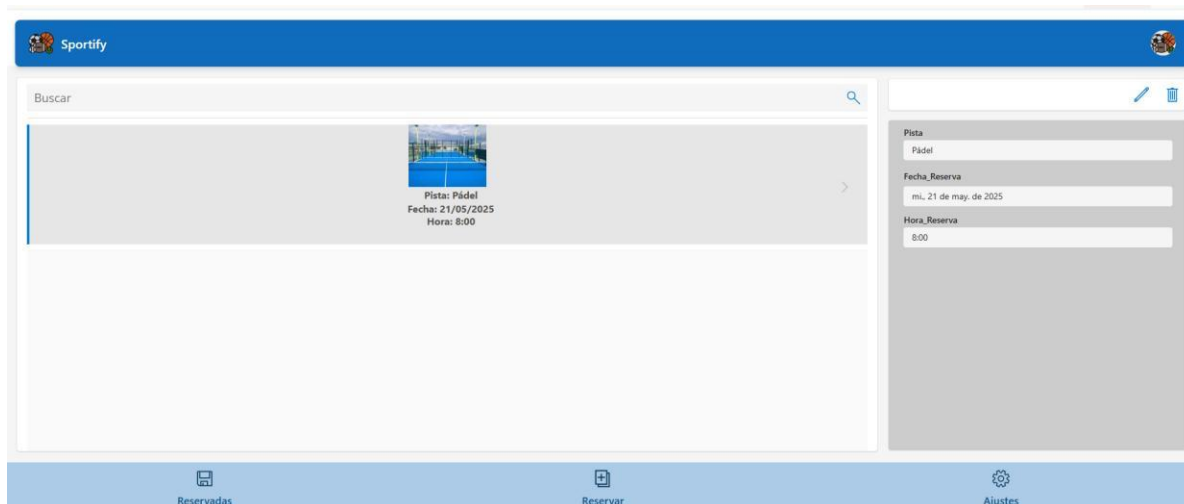 Sportify
Buscar
Pista: Pádel
Fecha: 21/05/2025
Hora: 8:00
Pista
Pádel
Fecha_Reserva
mi., 21 de may. de 2025
Hora_Reserva
8:00
Reservadas
Reservar
Ajustes